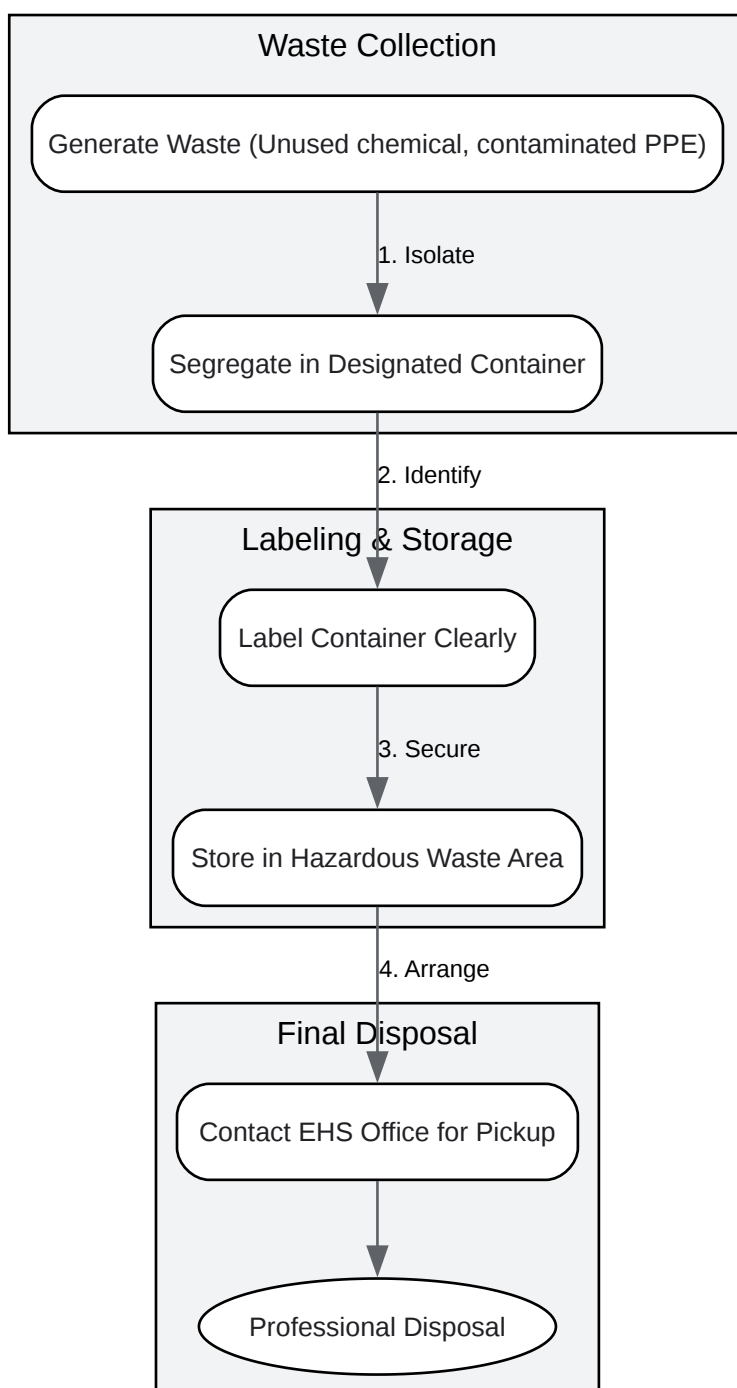 Waste Collection
Generate Waste (Unused chemical, contaminated PPE)
1. Isolate
Segregate in Designated Container
2. Identify
Labeling & Storage
Label Container Clearly
3. Secure
Store in Hazardous Waste Area
4. Arrange
Final Disposal
Contact EHS Office for Pickup
Professional Disposal